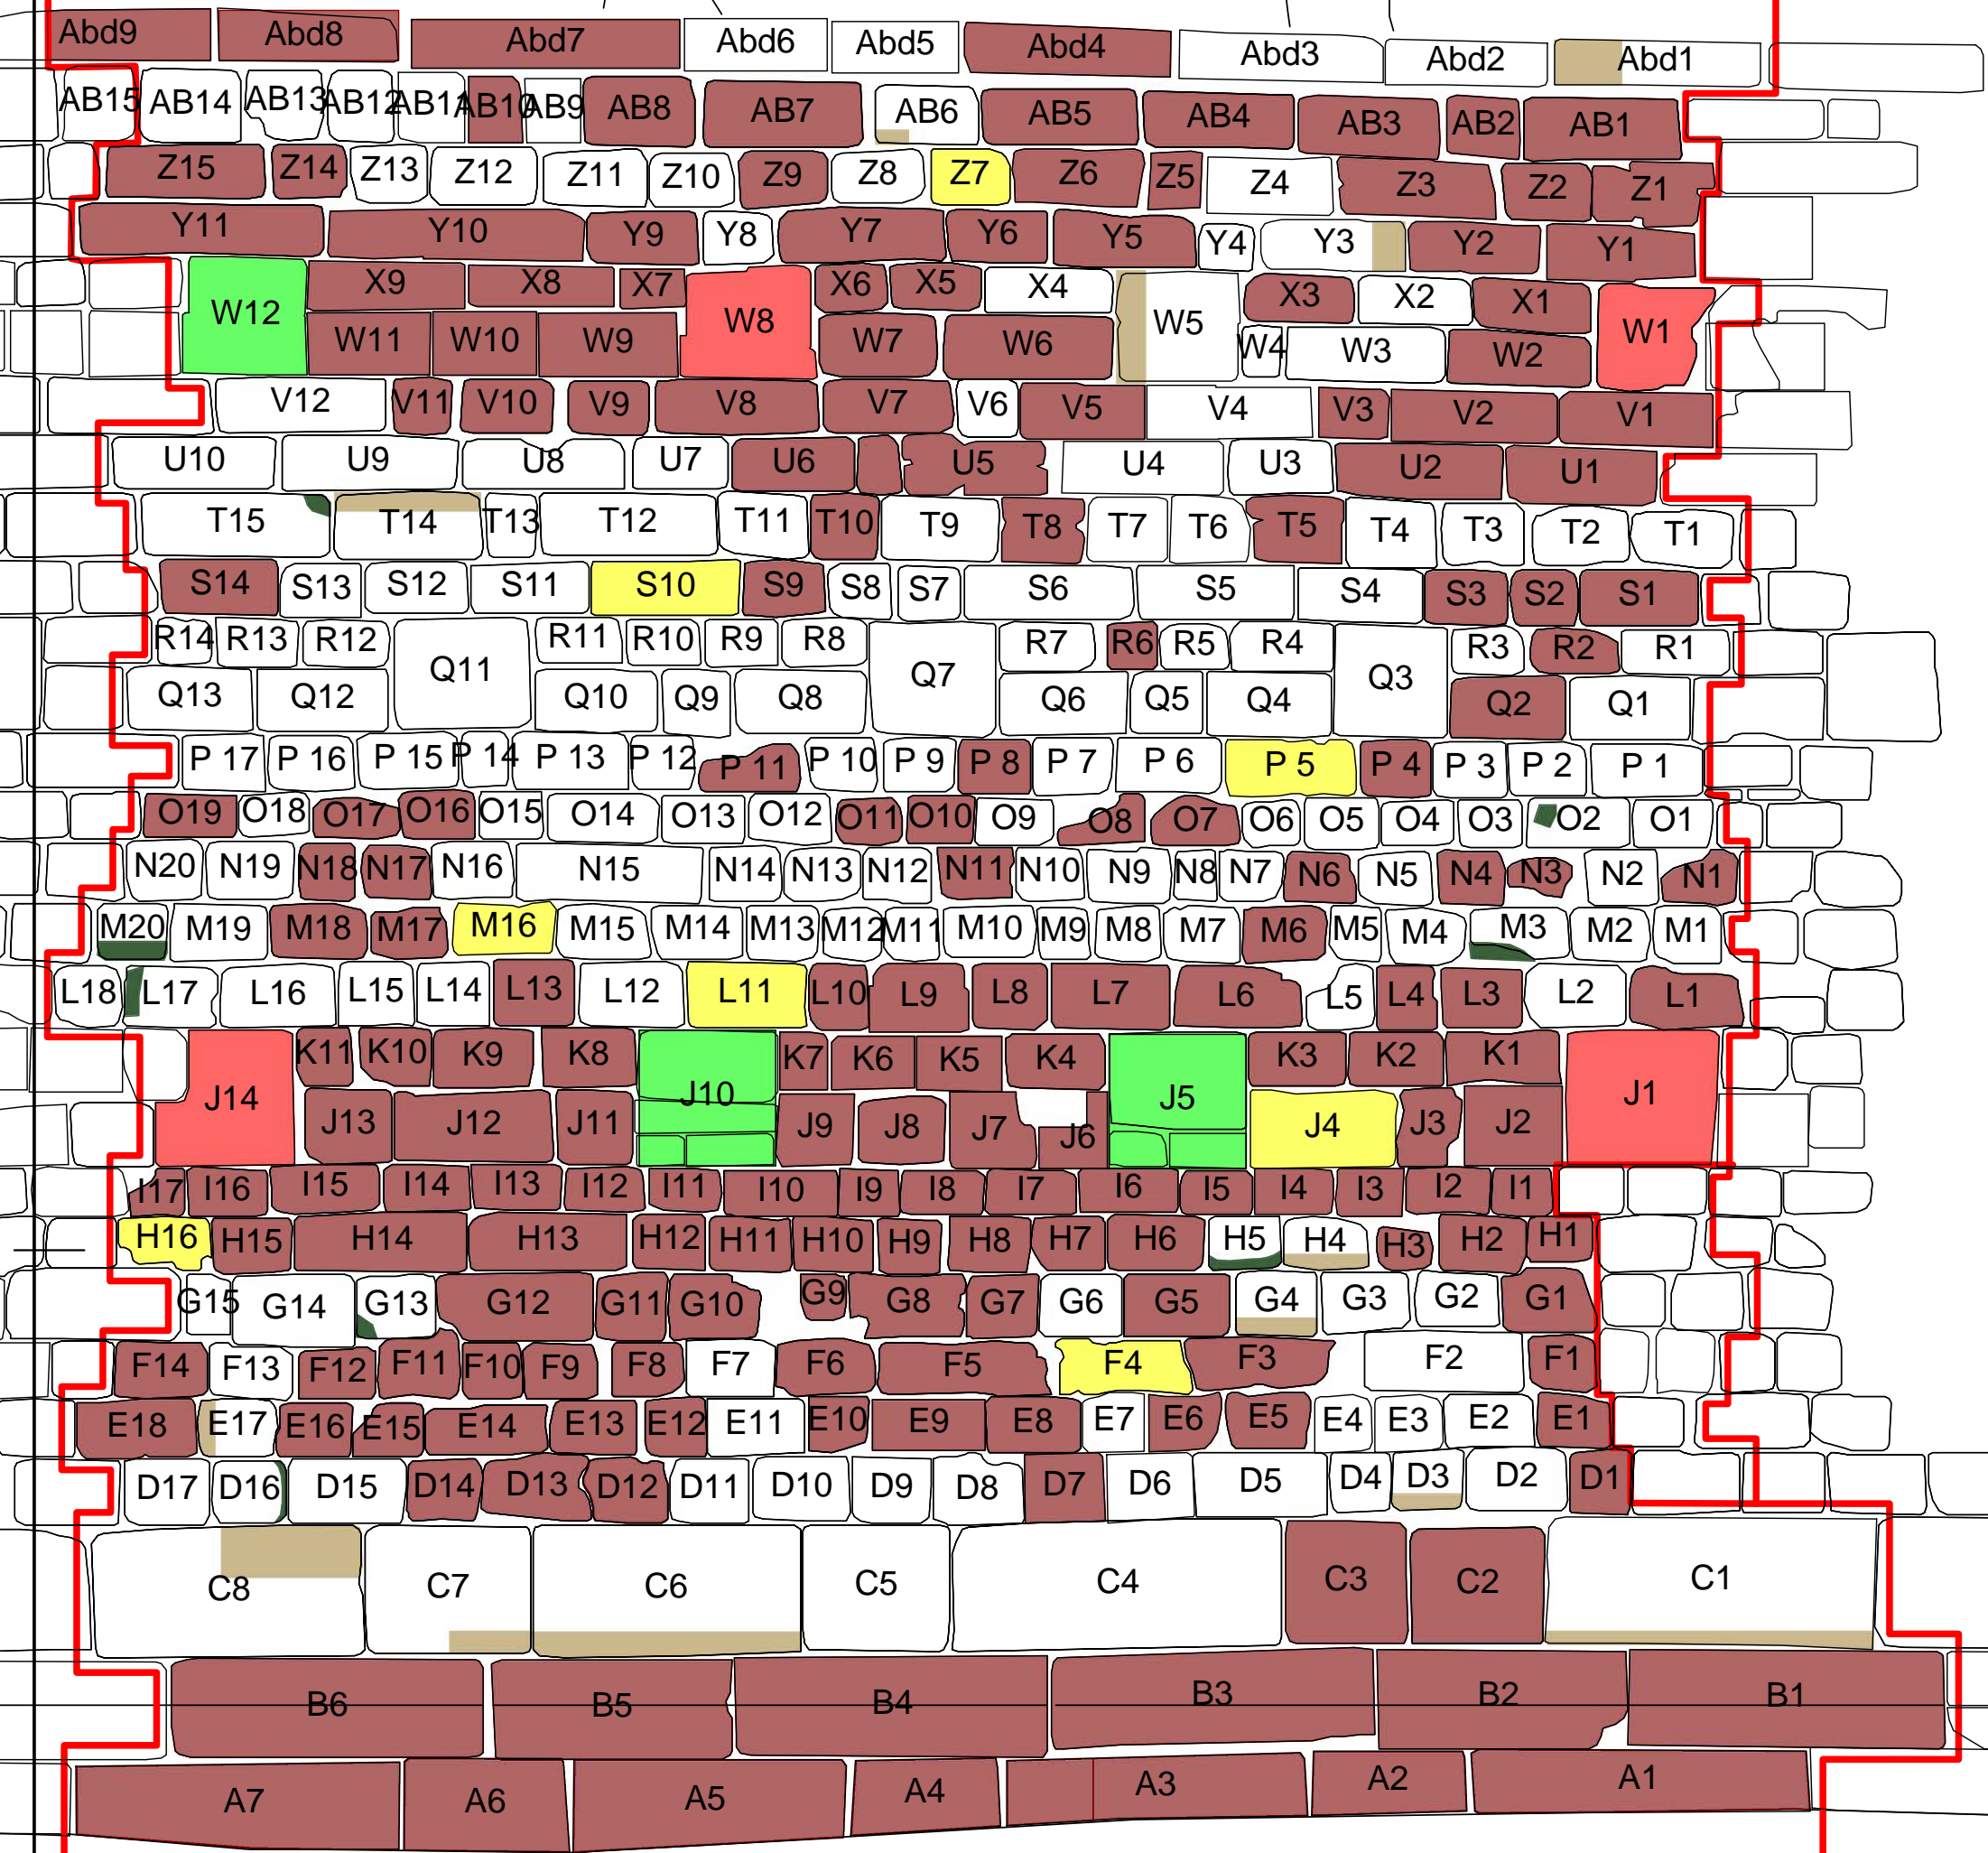 Abd9 Abd8 Abd7 Abd6 Abd5 Abd4 Abd3 Abd2 Abd1
AB15 AB14 AB13 AB12 AB11 AB10 AB9 AB8 AB7 AB6 AB5 AB4 AB3 AB2 AB1
Z15 Z14 Z13 Z12 Z11 Z10 Z9 Z8 Z7 Z6 Z5 Z4 Z3 Z2 Z1
Y11 Y10 Y9 Y8 Y7 Y6 Y5 Y4 Y3 Y2 Y1
X9 X8 X7 X6 X5 X4 X3 X2 X1
W12 W11 W10 W9 W8 W7 W6 W5 W4 W3 W2 W1
V12 V11 V10 V9 V8 V7 V6 V5 V4 V3 V2 V1
U10 U9 U8 U7 U6 U5 U4 U3 U2 U1
T15 T14 T13 T12 T11 T10 T9 T8 T7 T6 T5 T4 T3 T2 T1
S14 S13 S12 S11 S10 S9 S8 S7 S6 S5 S4 S3 S2 S1
R14 R13 R12 R11 R10 R9 R8 R7 R6 R5 R4 R3 R2 R1
Q13 Q12 Q11 Q10 Q9 Q8 Q7 Q6 Q5 Q4 Q3 Q2 Q1
P 17 P 16 P 15 P 14 P 13 P 12 P 11 P 10 P 9 P 8 P 7 P 6 P 5 P 4 P 3 P 2 P 1
O19 O18 O17 O16 O15 O14 O13 O12 O11 O10 O9 O8 O7 O6 O5 O4 O3 O2 O1
N20 N19 N18 N17 N16 N15 N14 N13 N12 N11 N10 N9 N8 N7 N6 N5 N4 N3 N2 N1
M20 M19 M18 M17 M16 M15 M14 M13 M12 M11 M10 M9 M8 M7 M6 M5 M4 M3 M2 M1
L18 L17 L16 L15 L14 L13 L12 L11 L10 L9 L8 L7 L6 L5 L4 L3 L2 L1
K11 K10 K9 K8 K7 K6 K5 K4 K3 K2 K1
J14 J13 J12 J11 J10 J9 J8 J7 J6 J5 J4 J3 J2 J1
I17 I16 I15 I14 I13 I12 I11 I10 I9 I8 I7 I6 I5 I4 I3 I2 I1
H16 H15 H14 H13 H12 H11 H10 H9 H8 H7 H6 H5 H4 H3 H2 H1
G15 G14 G13 G12 G11 G10 G9 G8 G7 G6 G5 G4 G3 G2 G1
F14 F13 F12 F11 F10 F9 F8 F7 F6 F5 F4 F3 F2 F1
E18 E17 E16 E15 E14 E13 E12 E11 E10 E9 E8 E7 E6 E5 E4 E3 E2 E1
D17 D16 D15 D14 D13 D12 D11 D10 D9 D8 D7 D6 D5 D4 D3 D2 D1
C8 C7 C6 C5 C4 C3 C2 C1
B6 B5 B4 B3 B2 B1
A7 A6 A5 A4 A3 A2 A1